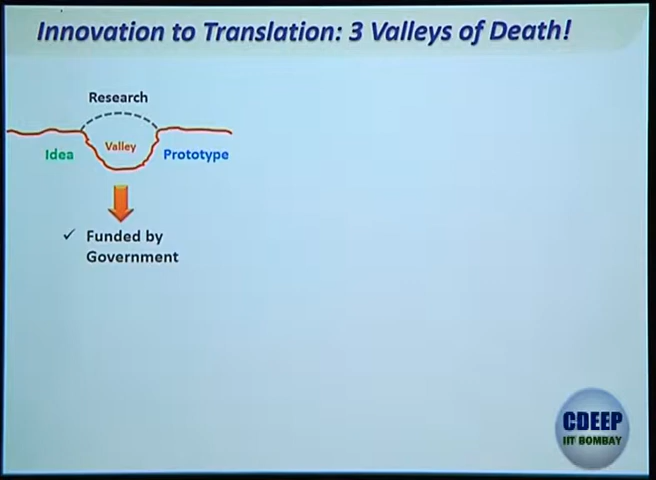 Innovation to Translation: 3 Valleys of Death!
Research
Valley
Idea
Prototype
✓ Funded by
Government
CDEEP
IIT BOMBAY